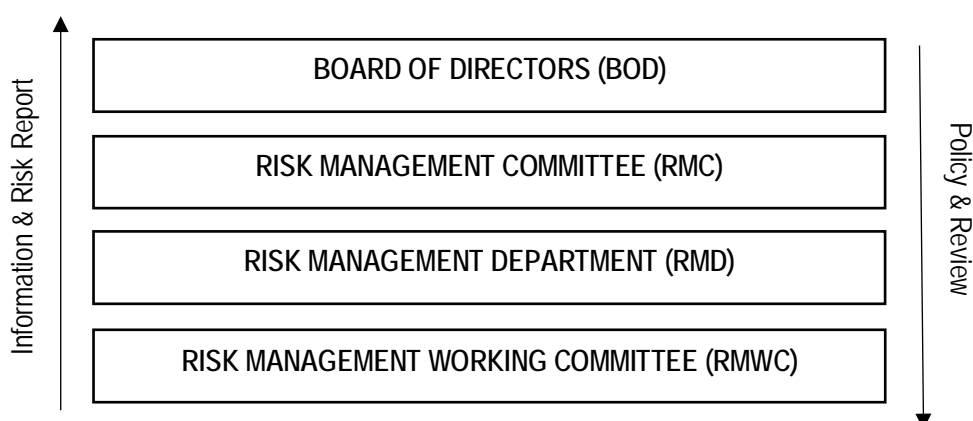 Information & Risk Report
BOARD OF DIRECTORS (BOD)
RISK MANAGEMENT COMMITTEE (RMC)
RISK MANAGEMENT DEPARTMENT (RMD)
RISK MANAGEMENT WORKING COMMITTEE (RMWC)
Policy & Review